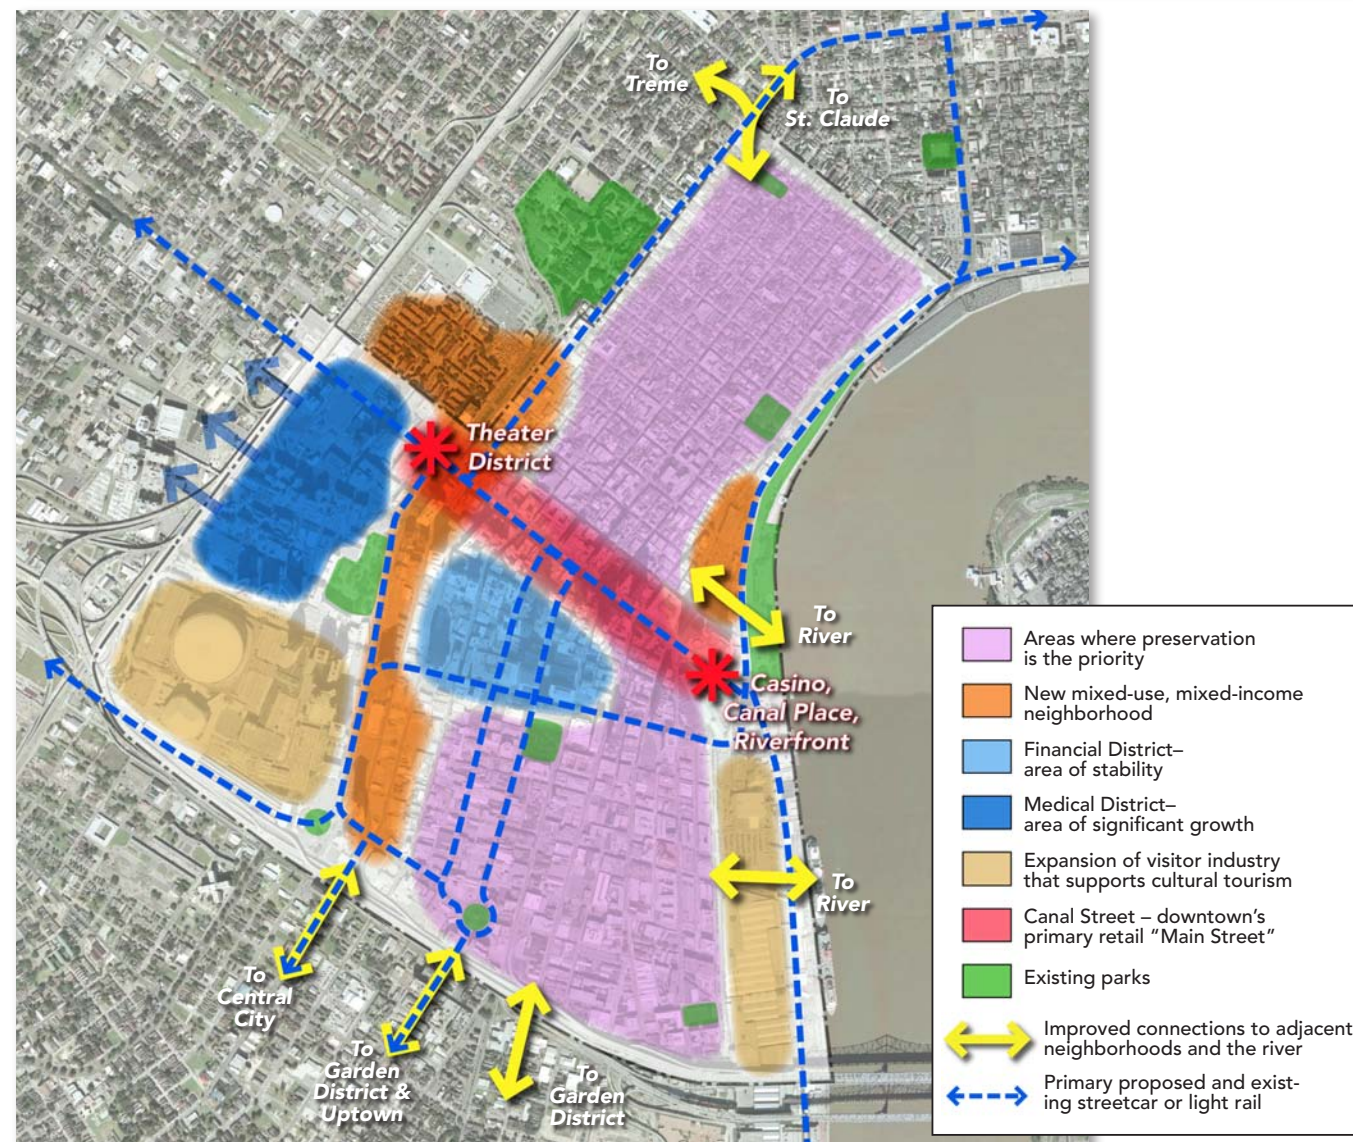 To
Treme
To
St. Claude
Theater
District
To
River
Casino,
Canal Place,
Riverfront
To
River
To
Central
City
To
Garden
District &
Uptown
To
Garden
District
Areas where preservation
is the priority
New mixed-use, mixed-income
neighborhood
Financial District–
area of stability
Medical District–
area of significant growth
Expansion of visitor industry
that supports cultural tourism
Canal Street – downtown’s
primary retail “Main Street”
Existing parks
Improved connections to adjacent
neighborhoods and the river
Primary proposed and exist-
ing streetcar or light rail